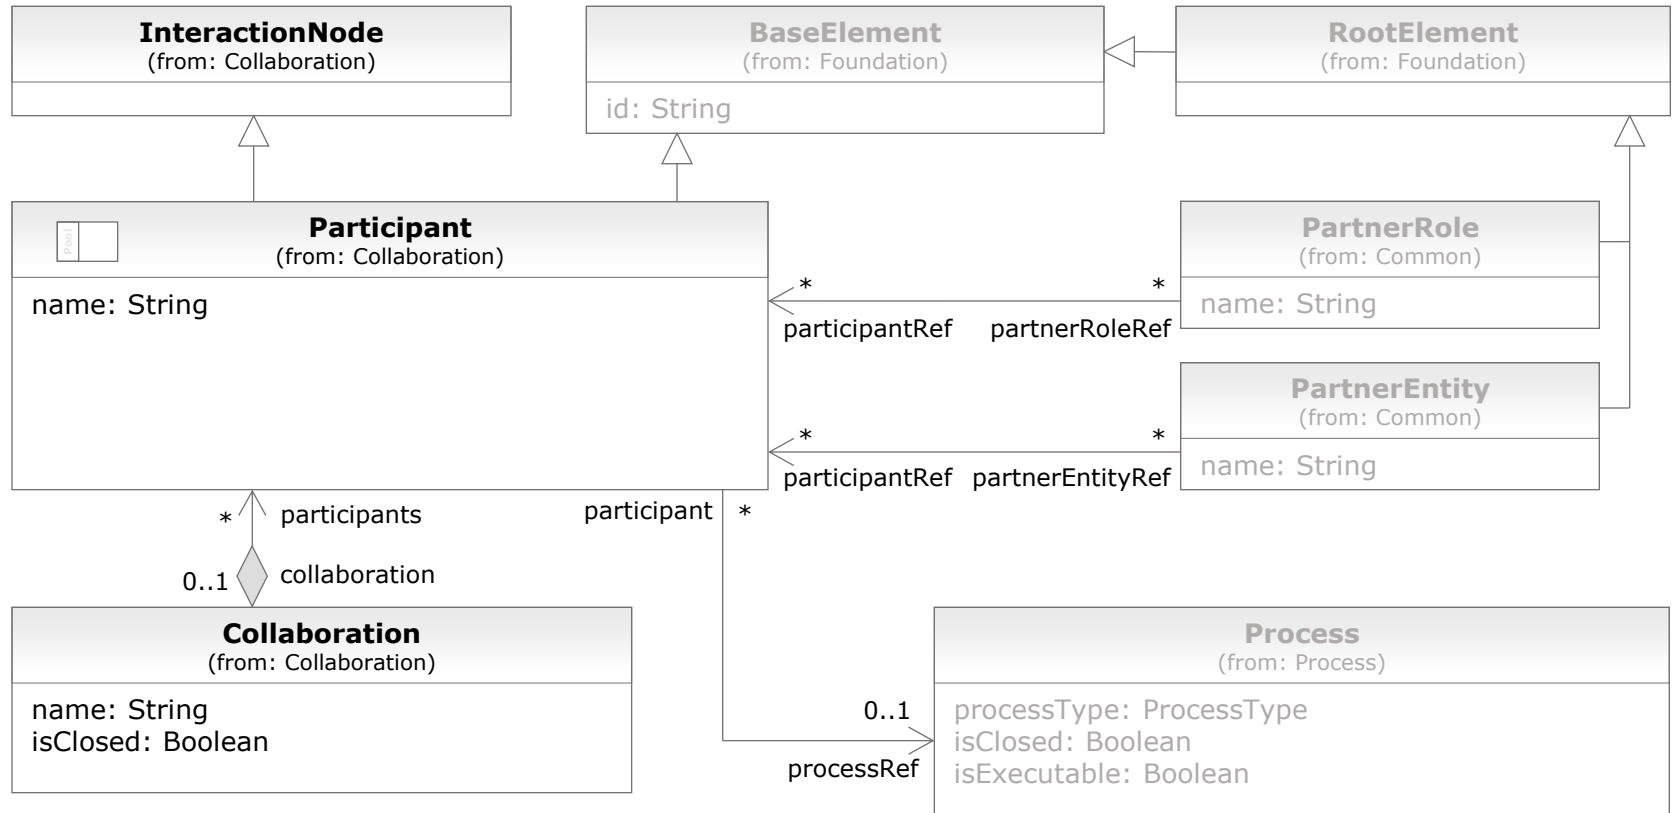 InteractionNode
(from: Collaboration)
BaseElement
(from: Foundation)
id: String
RootElement
(from: Foundation)
Pool
Participant
(from: Collaboration)
name: String
PartnerRole
(from: Common)
name: String
* *
participantRef partnerRoleRef
PartnerEntity
(from: Common)
name: String
* *
participantRef partnerEntityRef
* participants
participant *
0..1 collaboration
Collaboration
(from: Collaboration)
name: String
isClosed: Boolean
0..1
processRef
Process
(from: Process)
processType: ProcessType
isClosed: Boolean
isExecutable: Boolean